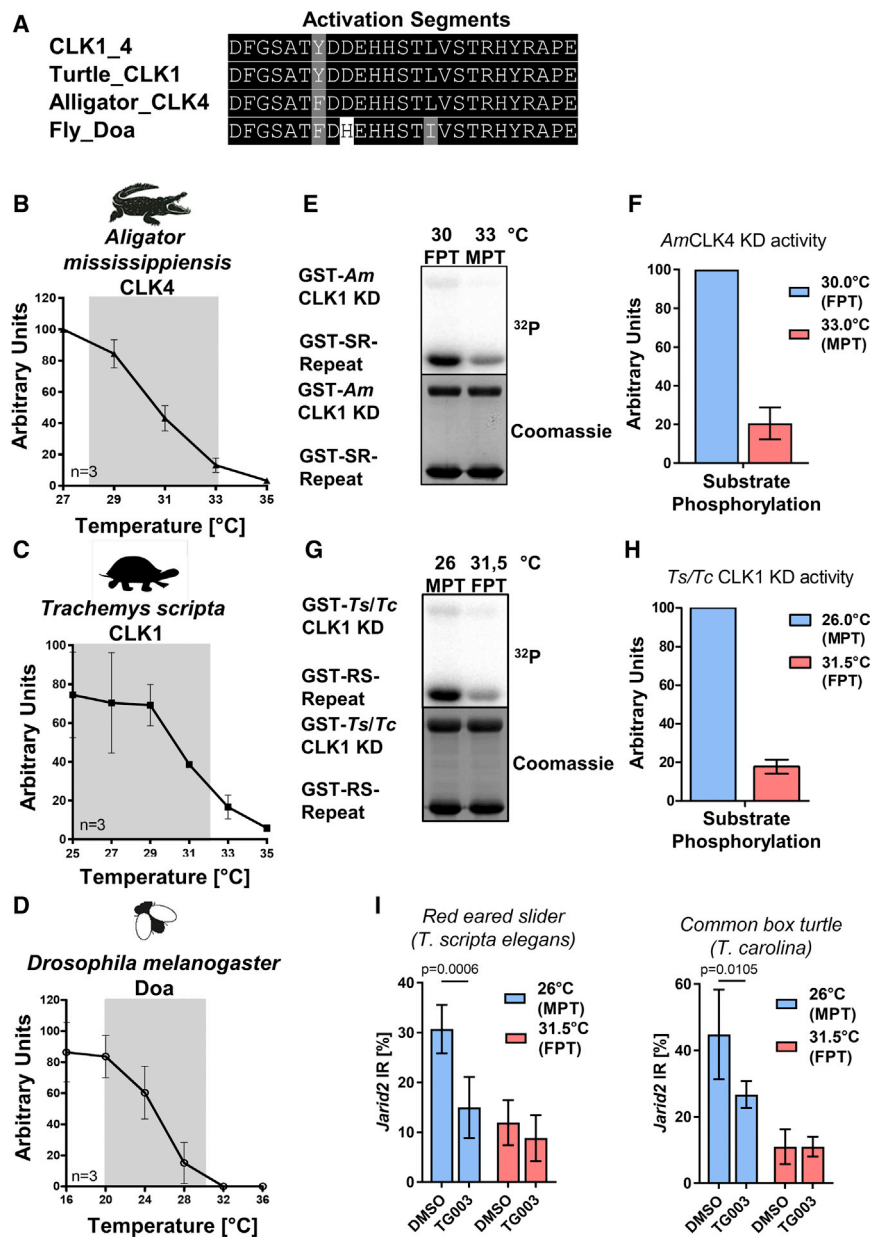 A
Activation Segments
CLK1_4 DFGSATYDDEHHSTLVSTRHYRAPE
Turtle_CLK1 DFGSATYDDEHHSTLVSTRHYRAPE
Alligator_CLK4 DFGSATFDDEHHSTLVSTRHYRAPE
Fly_Doa DFGSATFDHEHHSTIVSTRHYRAPE
B
Aligator
mississippiensis
CLK4
Arbitrary Units
120
100
80
60
40
20
0
n=3
27 29 31 33 35
Temperature [°C]
C
Trachemys scripta
CLK1
Arbitrary Units
100
80
60
40
20
0
n=3
25 27 29 31 33 35
Temperature [°C]
D
Drosophila melanogaster
Doa
Arbitrary Units
120
100
80
60
40
20
0
n=3
16 20 24 28 32 36
Temperature [°C]
E
30 33 °C
FPT MPT
GST-Am
CLK1 KD
GST-SR-
Repeat
32P
GST-Am
CLK1 KD
GST-SR-
Repeat
Coomassie
F
AmCLK4 KD activity
Arbitrary Units
100
80
60
40
20
0
30.0°C
(FPT)
33.0°C
(MPT)
Substrate
Phosphorylation
G
26 31,5 °C
MPT FPT
GST-Ts/Tc
CLK1 KD
GST-RS-
Repeat
32P
GST-Ts/Tc
CLK1 KD
GST-RS-
Repeat
Coomassie
H
Ts/Tc CLK1 KD activity
Arbitrary Units
100
80
60
40
20
0
26.0°C
(MPT)
31.5°C
(FPT)
Substrate
Phosphorylation
I
Red eared slider
(T. scripta elegans)
p=0.0006
Jarid2 IR [%]
40
30
20
10
0
26°C
(MPT)
31.5°C
(FPT)
DMSO TG003 DMSO TG003
Common box turtle
(T. carolina)
p=0.0105
Jarid2 IR [%]
60
40
20
0
26°C
(MPT)
31.5°C
(FPT)
DMSO TG003 DMSO TG003